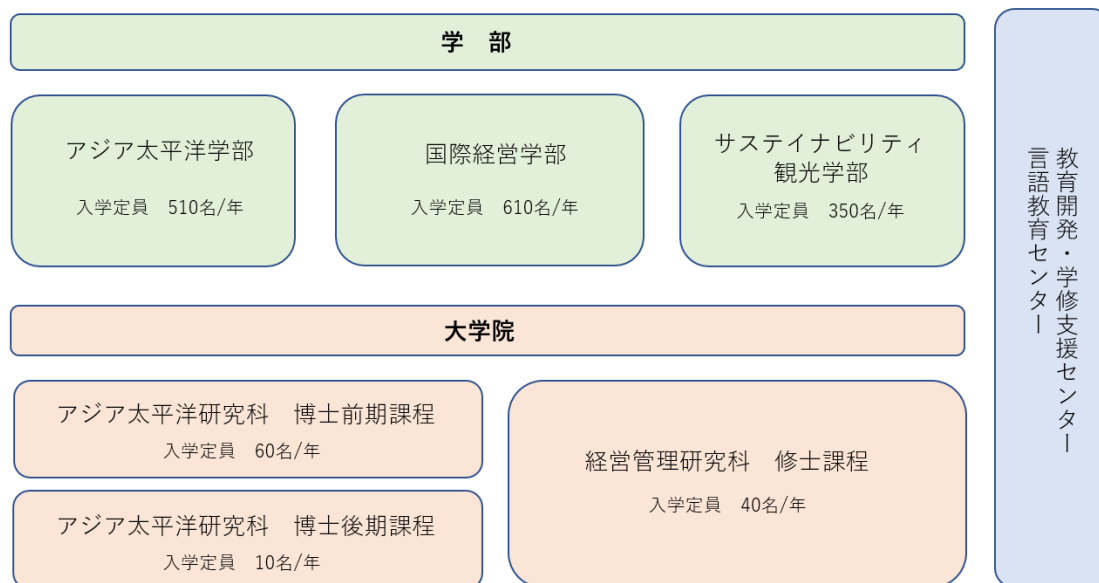 学　部
アジア太平洋学部
入学定員　510名/年
国際経営学部
入学定員　610名/年
サステイナビリティ
観光学部
入学定員　350名/年
大学院
アジア太平洋研究科　博士前期課程
入学定員　60名/年
アジア太平洋研究科　博士後期課程
入学定員　10名/年
経営管理研究科　修士課程
入学定員　40名/年
教育開発・学修支援センター
言語教育センター